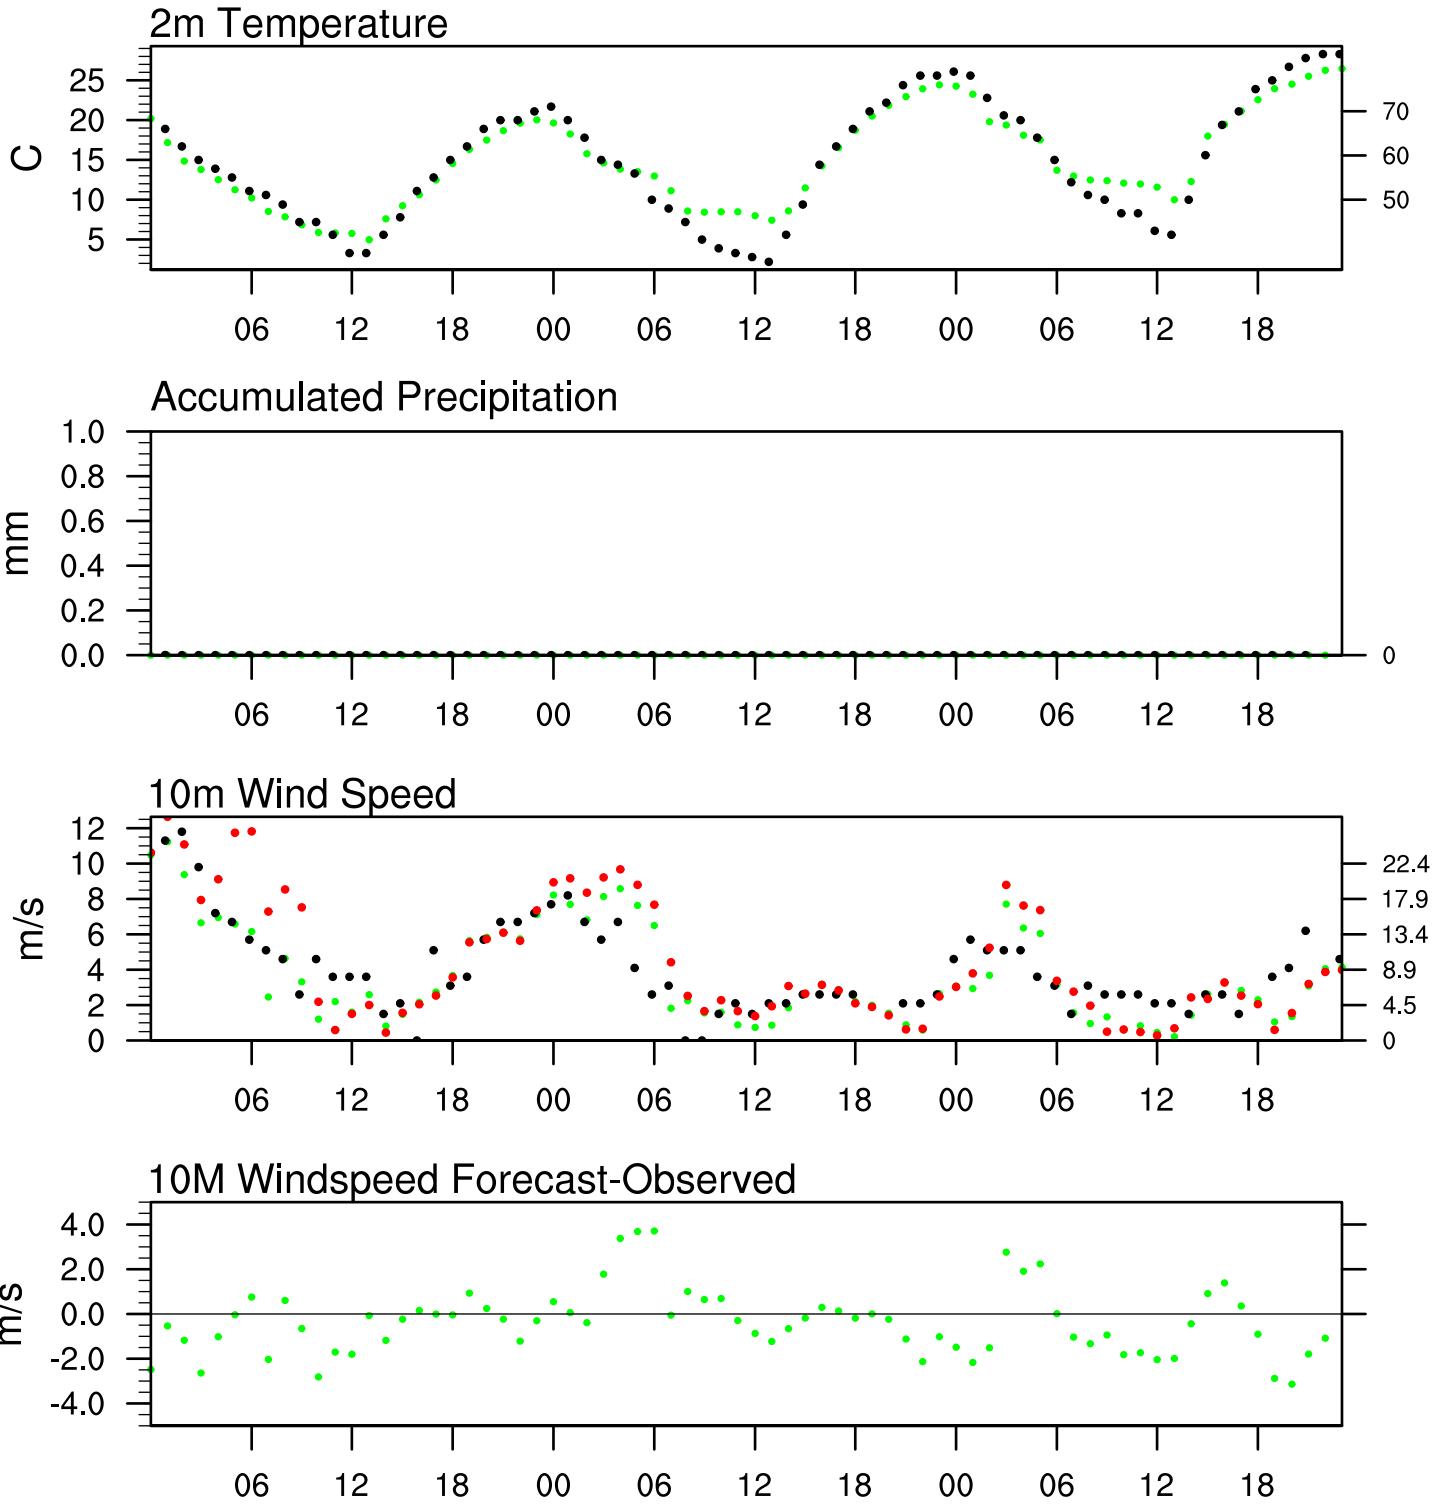 2m Temperature
25
20
15
10
5
C
70
60
50
06 12 18 00 06 12 18 00 06 12 18
Accumulated Precipitation
1.0
0.8
0.6
0.4
0.2
0.0
mm
0
06 12 18 00 06 12 18 00 06 12 18
10m Wind Speed
12
10
8
6
4
2
0
m/s
22.4
17.9
13.4
8.9
4.5
0
06 12 18 00 06 12 18 00 06 12 18
10M Windspeed Forecast-Observed
4.0
2.0
0.0
-2.0
-4.0
m/s
06 12 18 00 06 12 18 00 06 12 18